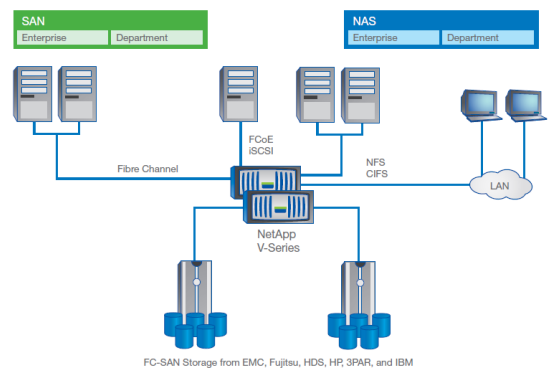 SAN
Enterprise
Department
NAS
Enterprise
Department
FCoE
iSCSI
Fibre Channel
NFS
CIFS
LAN
NetApp
V-Series
FC-SAN Storage from EMC, Fujitsu, HDS, HP, 3PAR, and IBM